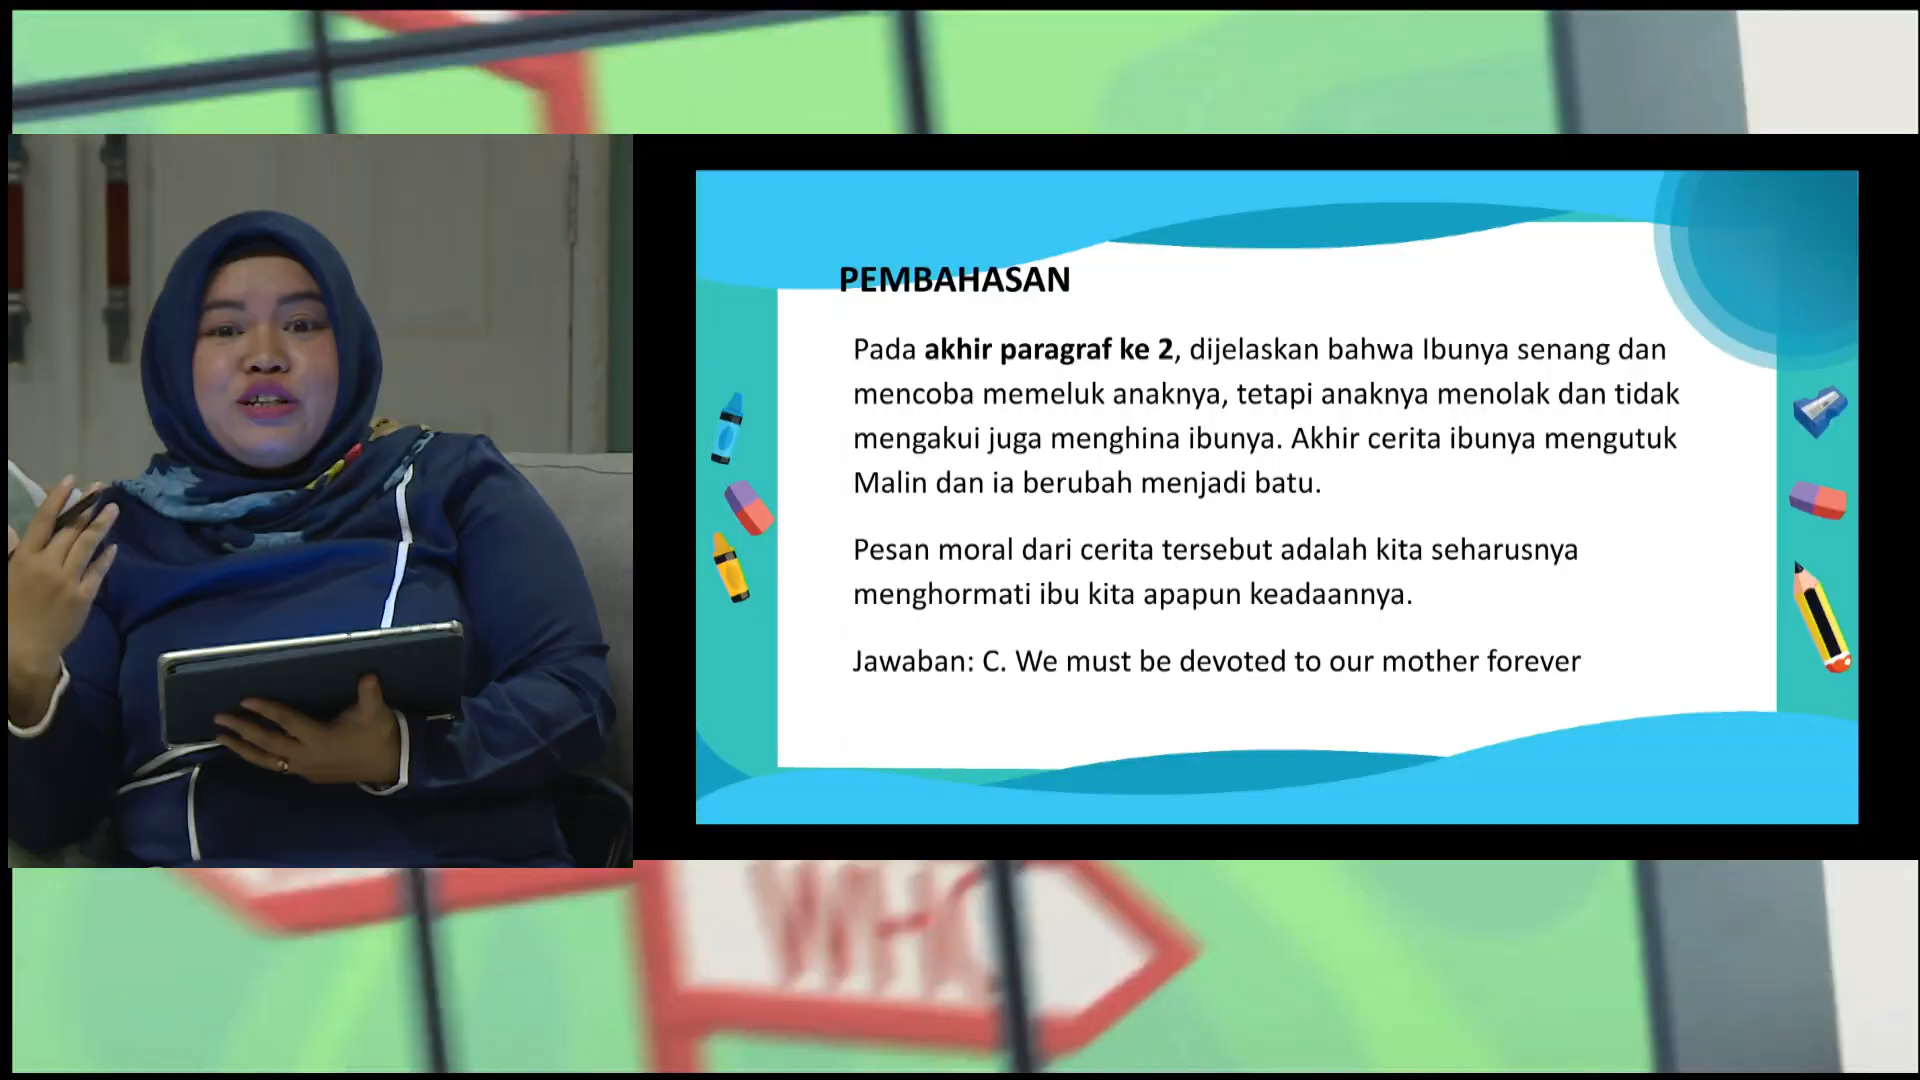 PEMBAHASAN
Pada akhir paragraf ke 2, dijelaskan bahwa Ibunya senang dan
mencoba memeluk anaknya, tetapi anaknya menolak dan tidak
mengakui juga menghina ibunya. Akhir cerita ibunya mengutuk
Malin dan ia berubah menjadi batu.
Pesan moral dari cerita tersebut adalah kita seharusnya
menghormati ibu kita apapun keadaannya.
Jawaban: C. We must be devoted to our mother forever